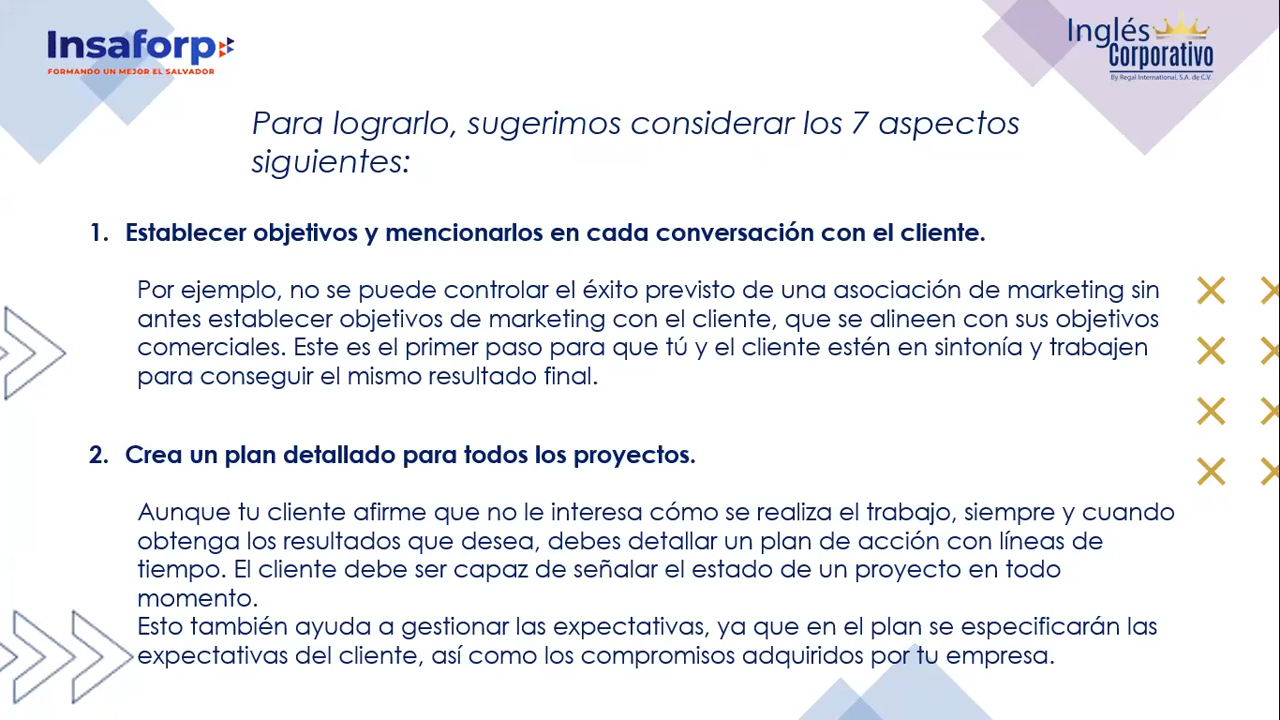 Insaforp
FORMANDO UN MEJOR EL SALVADOR
Inglés
Corporativo
By Regal International, S.A. de C.V.
Para lograrlo, sugerimos considerar los 7 aspectos
siguientes:
1. Establecer objetivos y mencionarlos en cada conversación con el cliente.
Por ejemplo, no se puede controlar el éxito previsto de una asociación de marketing sin
antes establecer objetivos de marketing con el cliente, que se alineen con sus objetivos
comerciales. Este es el primer paso para que tú y el cliente estén en sintonía y trabajen
para conseguir el mismo resultado final.
2. Crea un plan detallado para todos los proyectos.
Aunque tu cliente afirme que no le interesa cómo se realiza el trabajo, siempre y cuando
obtenga los resultados que desea, debes detallar un plan de acción con líneas de
tiempo. El cliente debe ser capaz de señalar el estado de un proyecto en todo
momento.
Esto también ayuda a gestionar las expectativas, ya que en el plan se especificarán las
expectativas del cliente, así como los compromisos adquiridos por tu empresa.